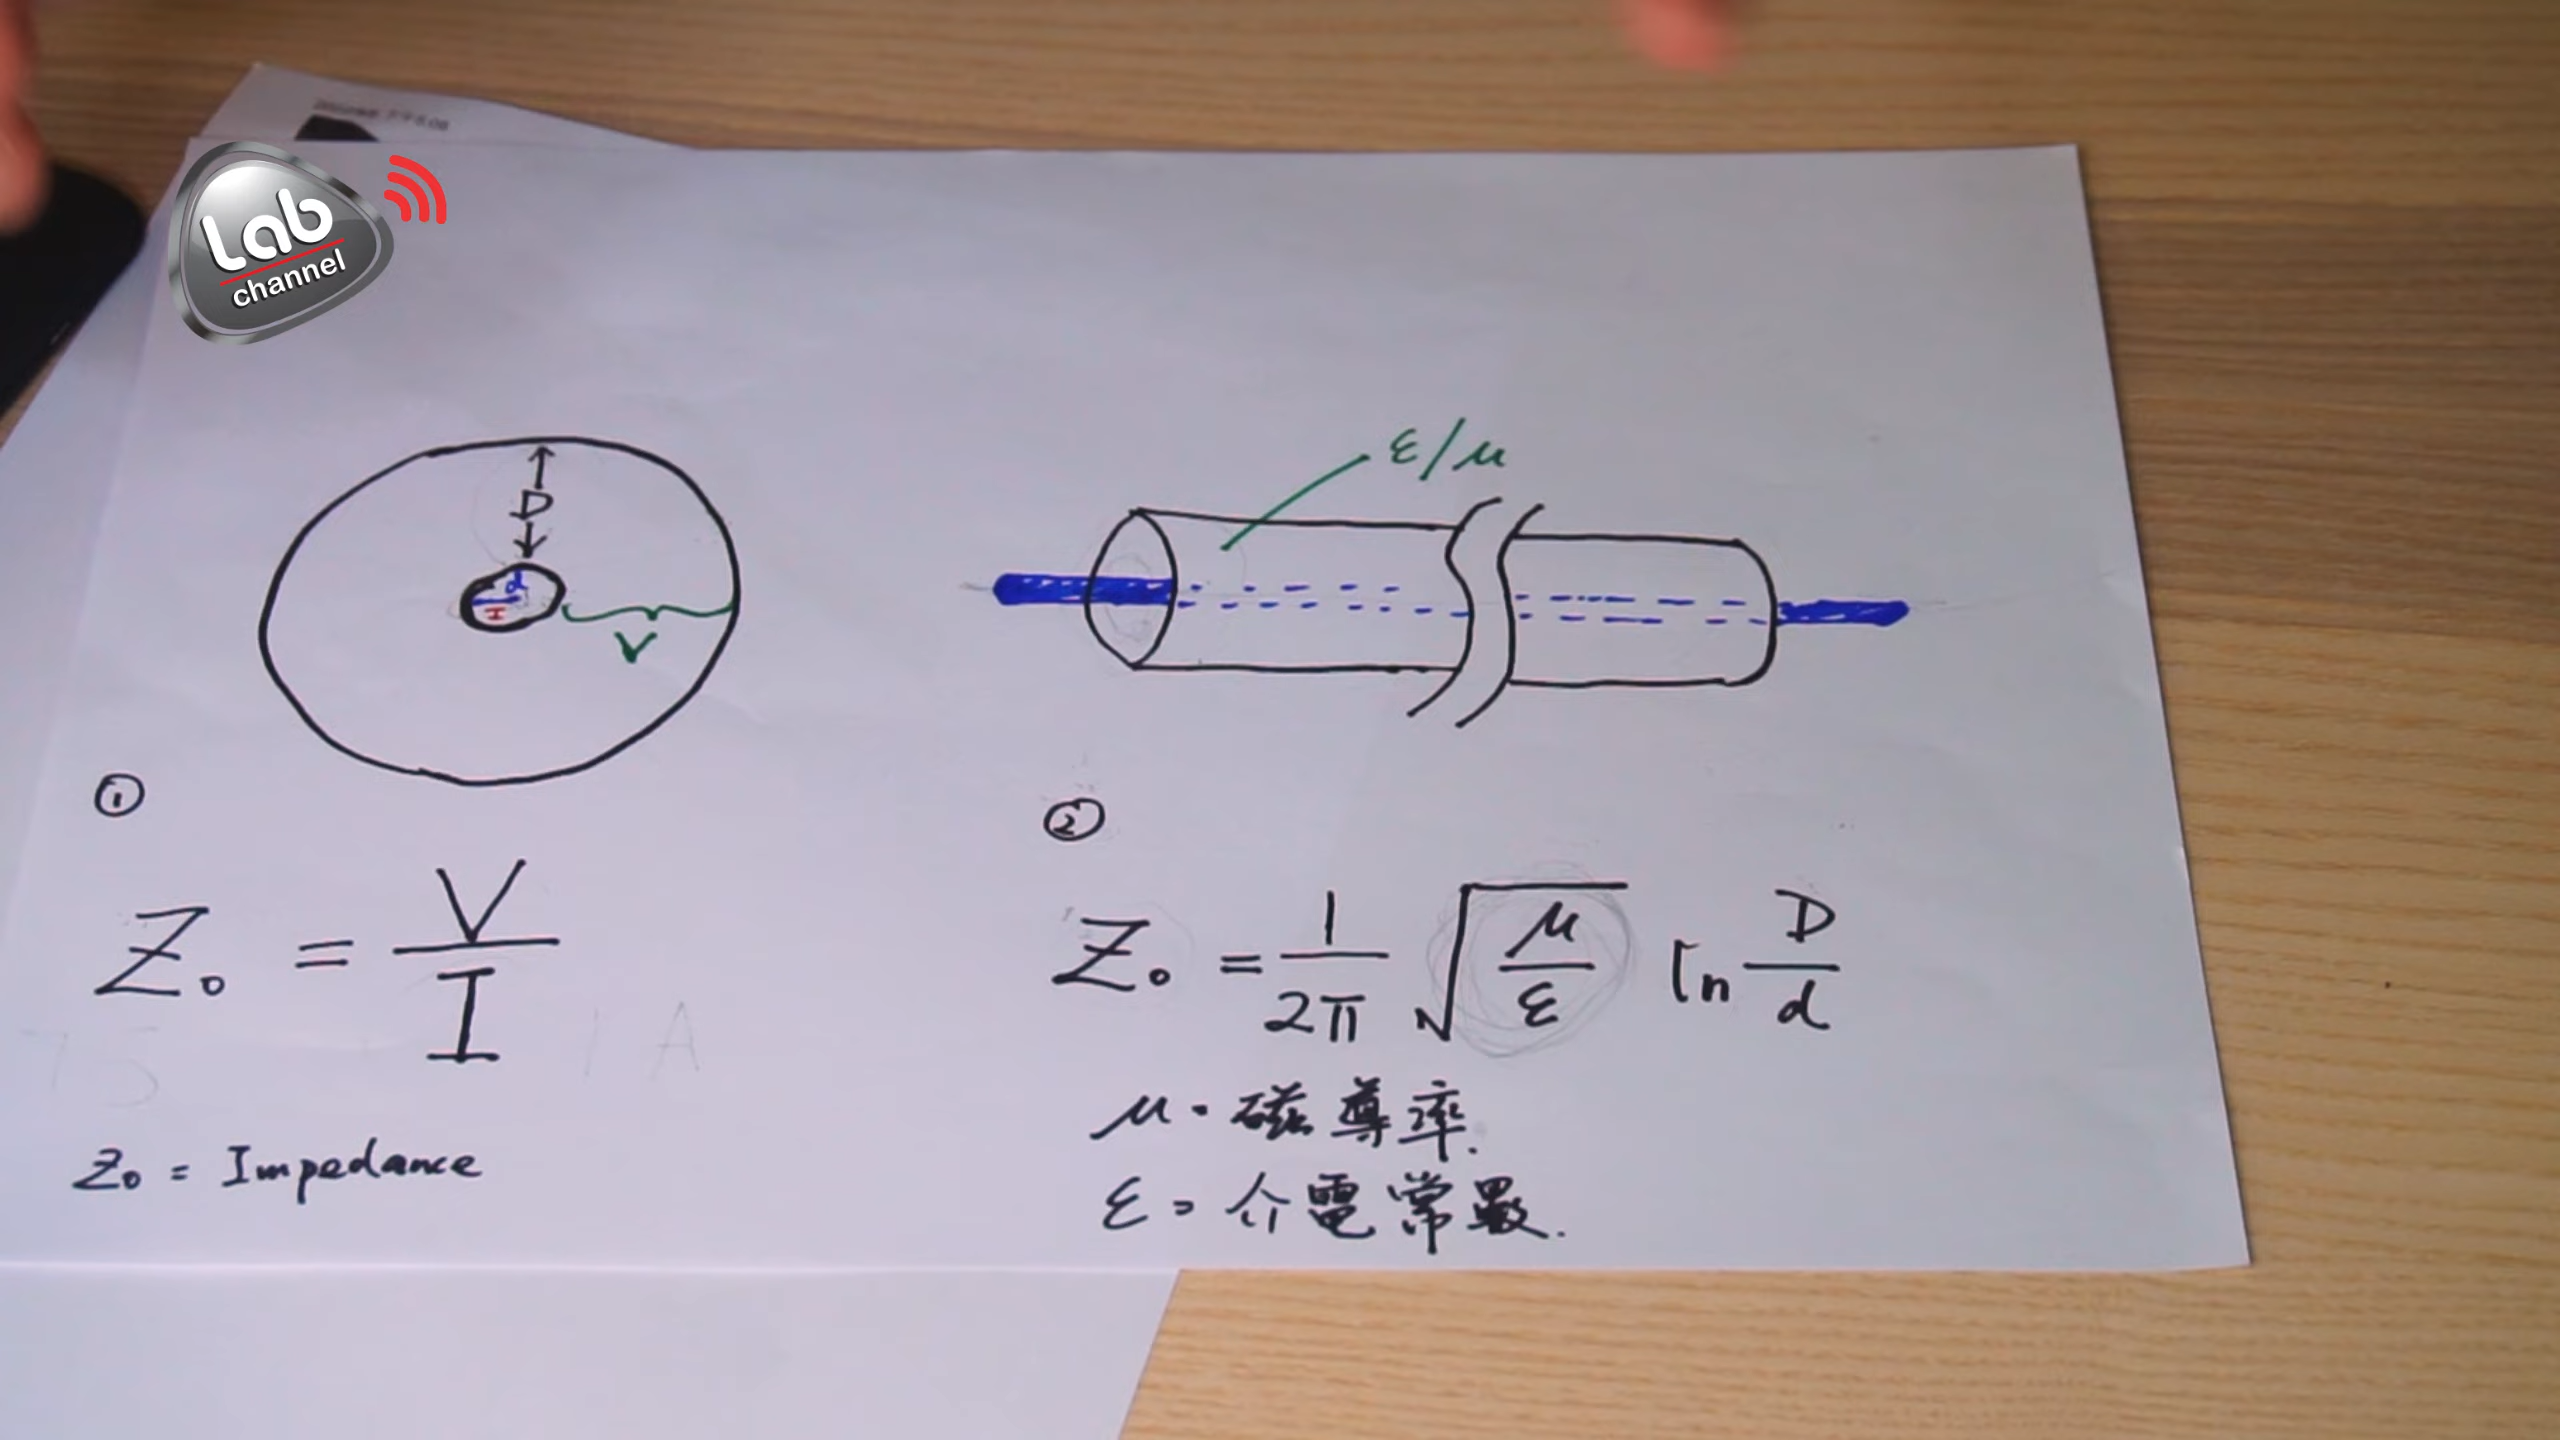 Lab
channel
D
d
I
V
ε/μ
①
Z₀ = V/I
Z₀ = Impedance
②
Z₀ = 1/2π √μ/ε ln D/d
μ = 磁導率.
ε = 介電常數.